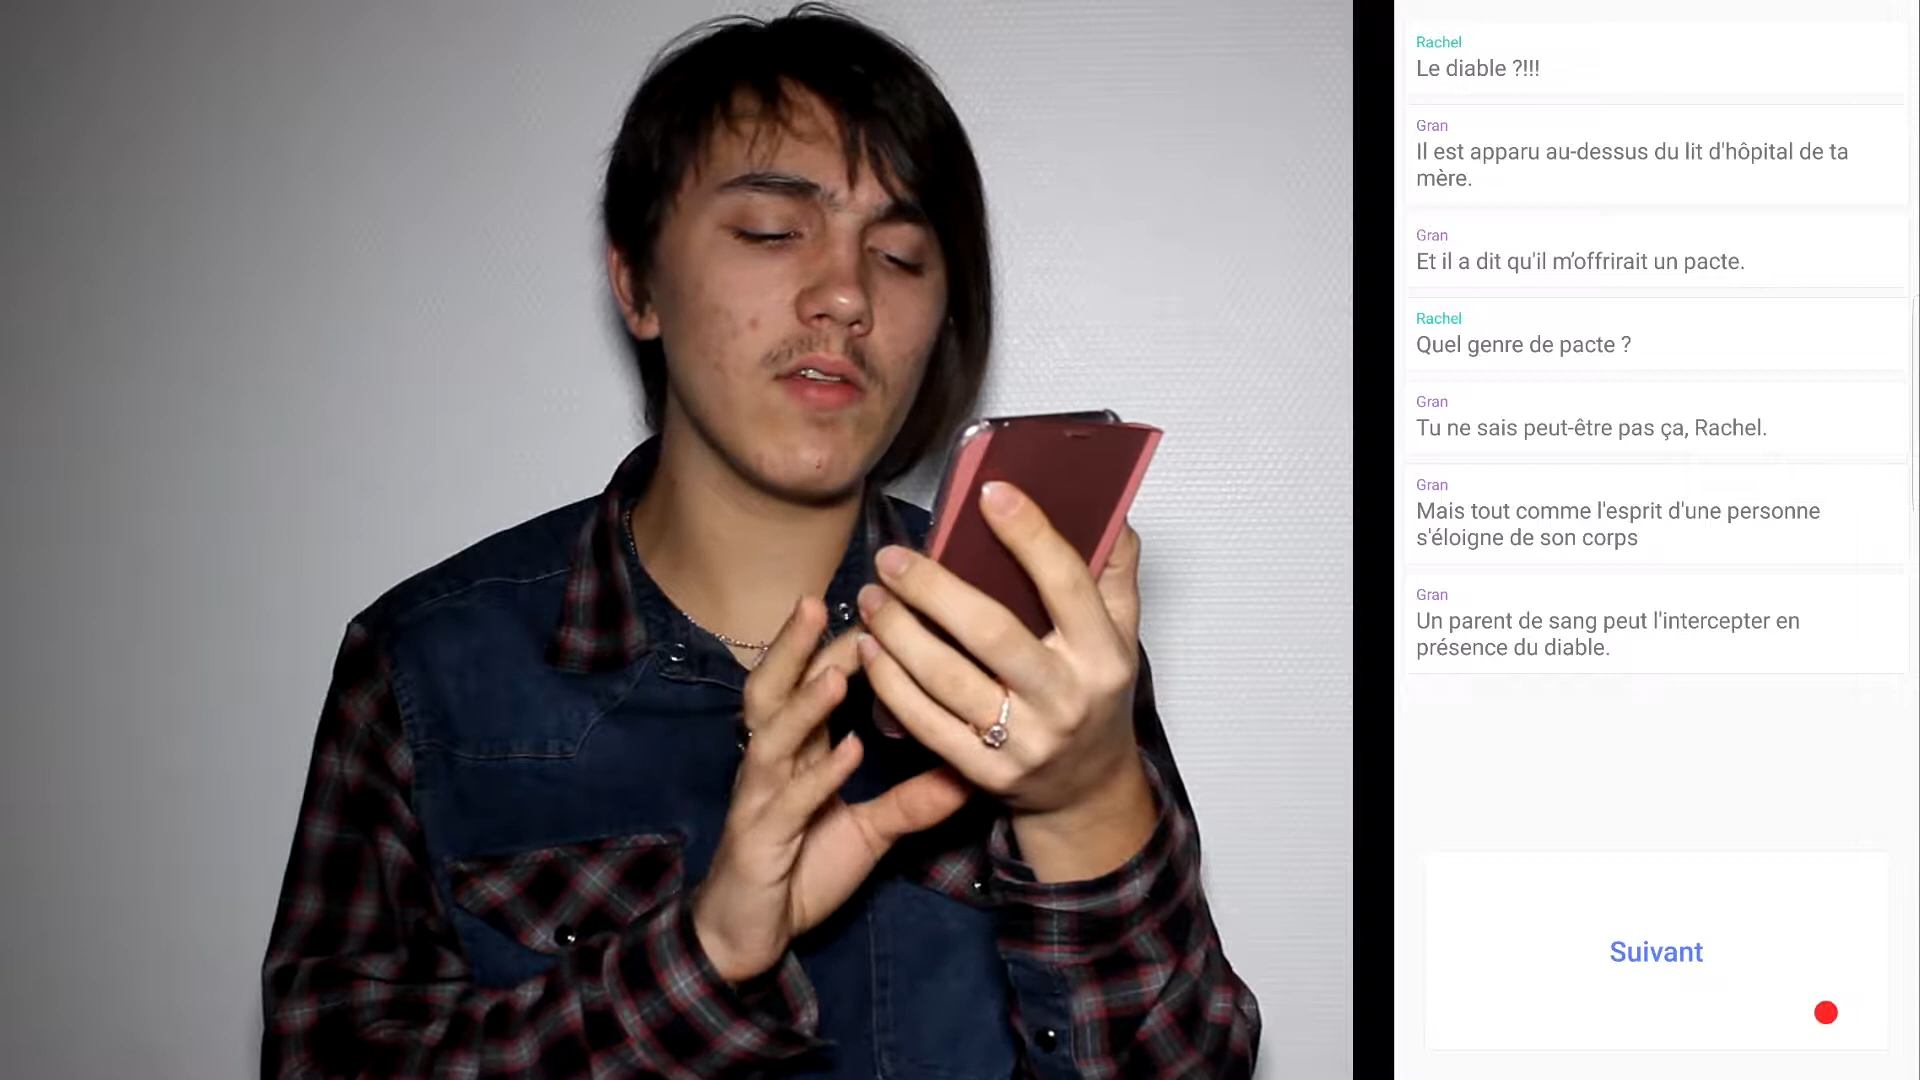 Rachel
Le diable ?!!!
Gran
Il est apparu au-dessus du lit d'hôpital de ta
mère.
Gran
Et il a dit qu'il m’offrirait un pacte.
Rachel
Quel genre de pacte ?
Gran
Tu ne sais peut-être pas ça, Rachel.
Gran
Mais tout comme l'esprit d'une personne
s'éloigne de son corps
Gran
Un parent de sang peut l'intercepter en
présence du diable.
Suivant